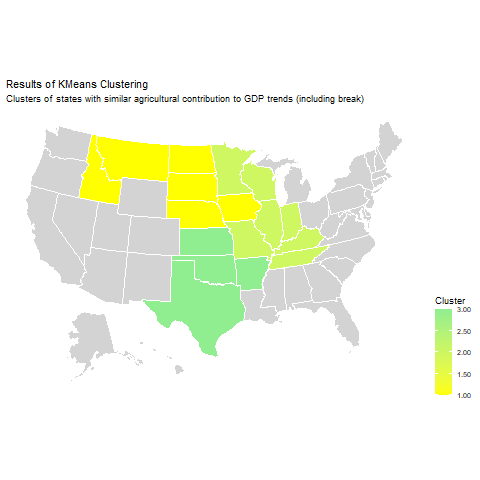 Results of KMeans Clustering
Clusters of states with similar agricultural contribution to GDP trends (including break)
Cluster
3.00
2.50
2.00
1.50
1.00